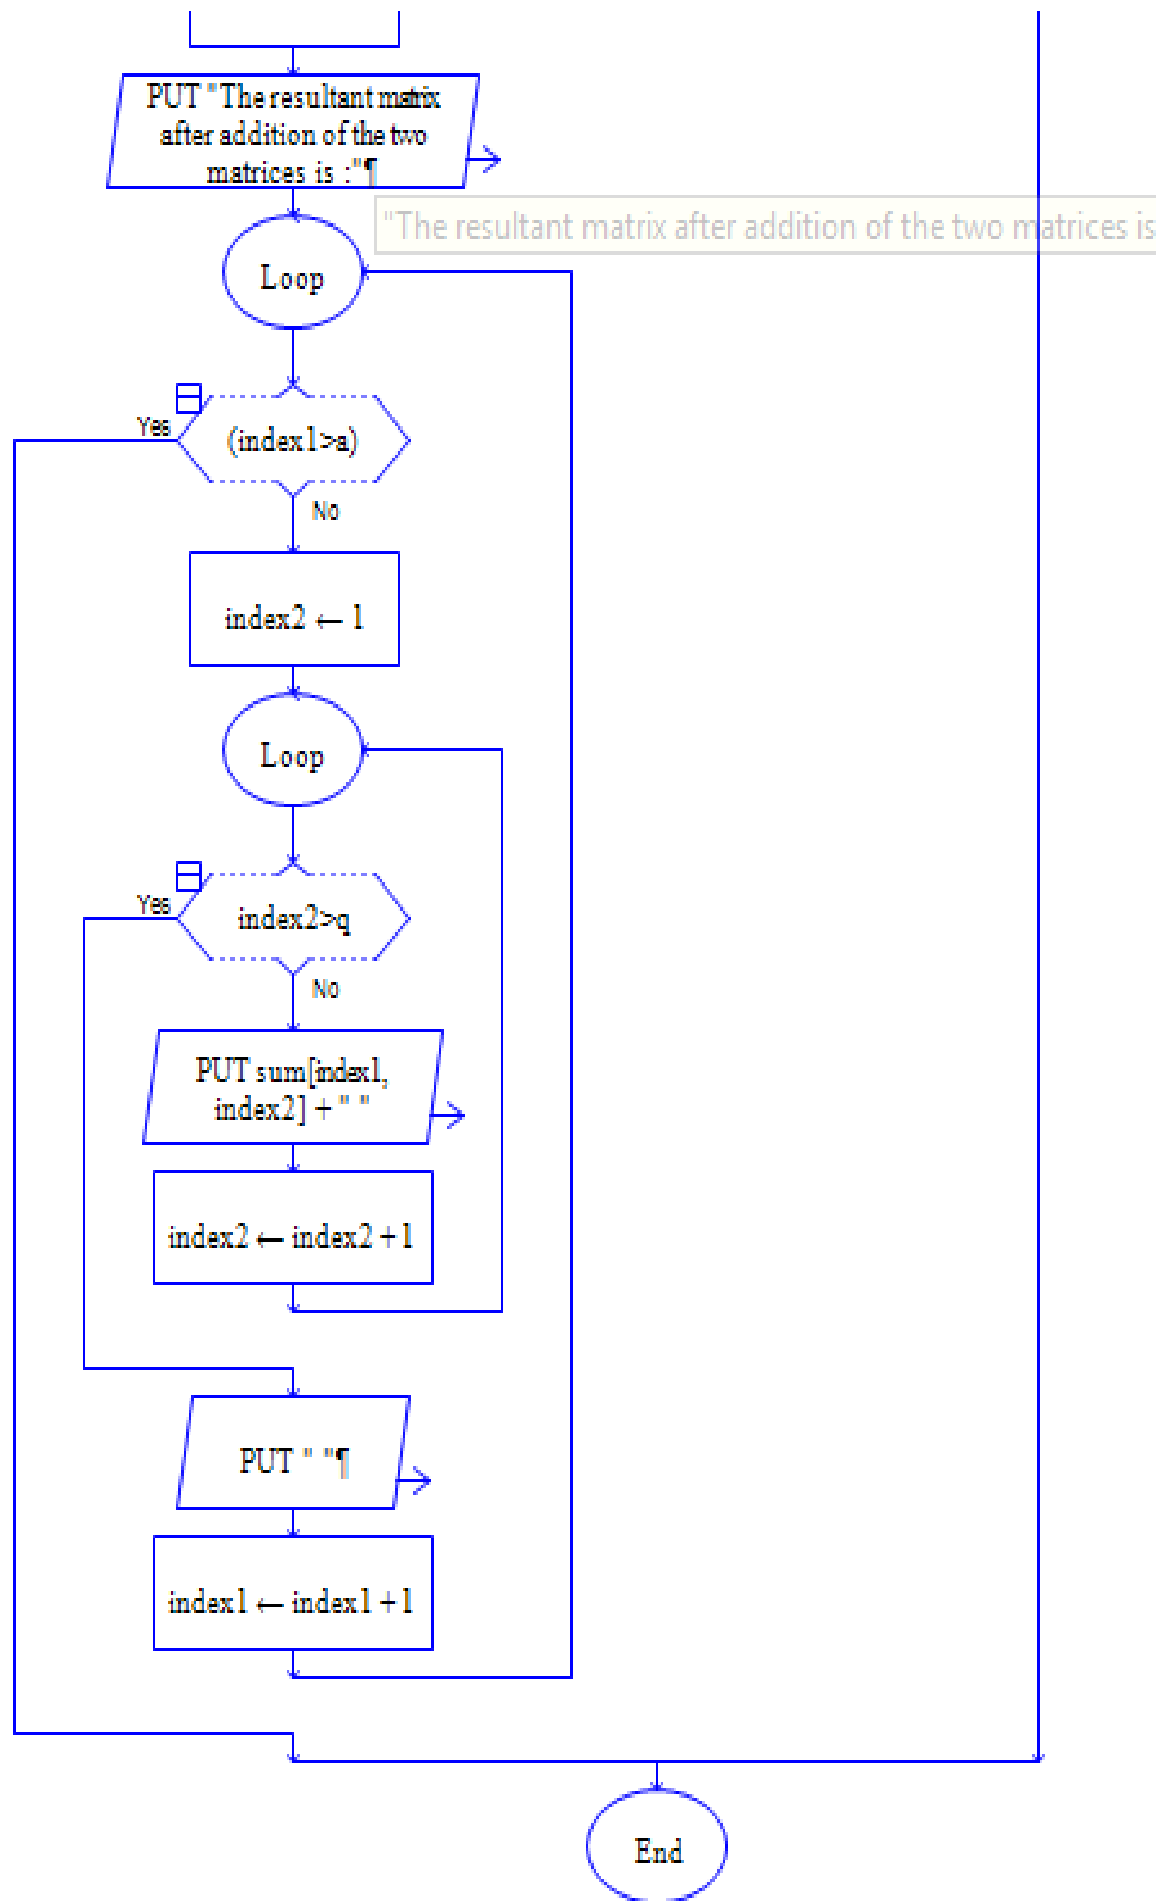 PUT "The resultant matrix
after addition of the two
matrices is :"¶
"The resultant matrix after addition of the two matrices is
Loop
(index1>a)
Yes
No
index2 ← 1
Loop
index2>q
Yes
No
PUT sum[index1,
index2] + " "
index2 ← index2 + 1
PUT " "¶
index1 ← index1 + 1
End